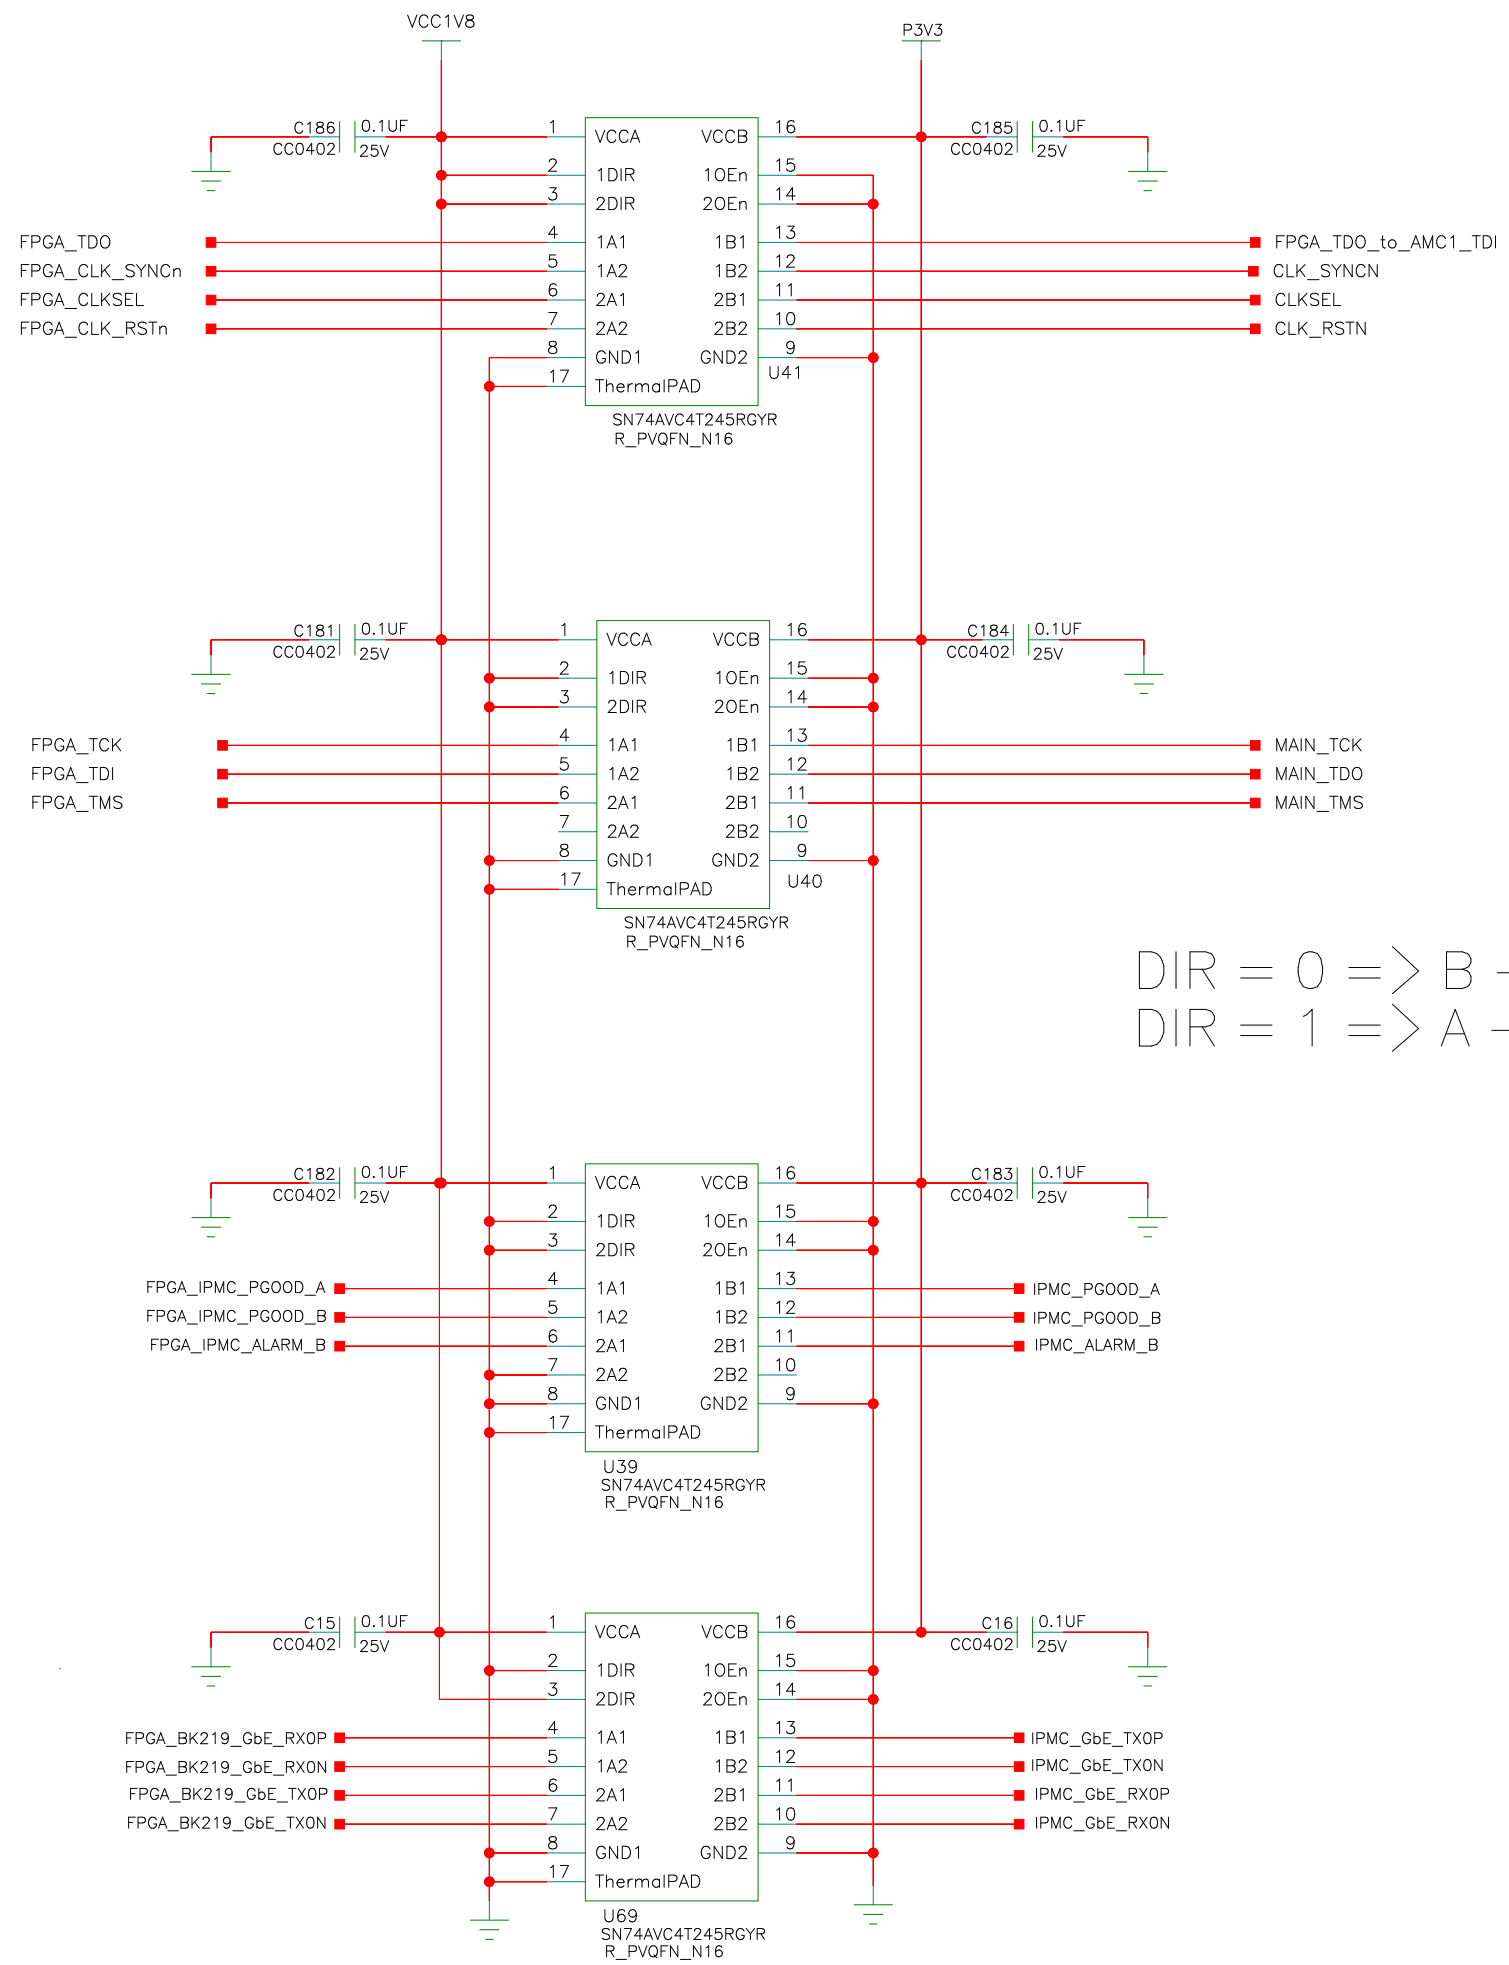 VCC1V8
P3V3
C186 0.1UF
CC0402 25V
1 VCCA VCCB 16
C185 0.1UF
CC0402 25V
2 1DIR 1OEn 15
3 2DIR 2OEn 14
FPGA_TDO 4 1A1 1B1 13 FPGA_TDO_to_AMC1_TDI
FPGA_CLK_SYNCn 5 1A2 1B2 12 CLK_SYNCN
FPGA_CLKSEL 6 2A1 2B1 11 CLKSEL
FPGA_CLK_RSTn 7 2A2 2B2 10 CLK_RSTN
8 GND1 GND2 9
U41
17 ThermalPAD
SN74AVC4T245RGYR
R_PVQFN_N16
C181 0.1UF
CC0402 25V
1 VCCA VCCB 16
C184 0.1UF
CC0402 25V
2 1DIR 1OEn 15
3 2DIR 2OEn 14
FPGA_TCK 4 1A1 1B1 13 MAIN_TCK
FPGA_TDI 5 1A2 1B2 12 MAIN_TDO
FPGA_TMS 6 2A1 2B1 11 MAIN_TMS
7 2A2 2B2 10
8 GND1 GND2 9
17 ThermalPAD
U40
SN74AVC4T245RGYR
R_PVQFN_N16
DIR = 0 => B -
DIR = 1 => A -
C182 0.1UF
CC0402 25V
1 VCCA VCCB 16
C183 0.1UF
CC0402 25V
2 1DIR 1OEn 15
3 2DIR 2OEn 14
FPGA_IPMC_PGOOD_A 4 1A1 1B1 13 IPMC_PGOOD_A
FPGA_IPMC_PGOOD_B 5 1A2 1B2 12 IPMC_PGOOD_B
FPGA_IPMC_ALARM_B 6 2A1 2B1 11 IPMC_ALARM_B
7 2A2 2B2 10
8 GND1 GND2 9
17 ThermalPAD
U39
SN74AVC4T245RGYR
R_PVQFN_N16
C15 0.1UF
CC0402 25V
1 VCCA VCCB 16
C16 0.1UF
CC0402 25V
2 1DIR 1OEn 15
3 2DIR 2OEn 14
FPGA_BK219_GbE_RX0P 4 1A1 1B1 13 IPMC_GbE_TX0P
FPGA_BK219_GbE_RX0N 5 1A2 1B2 12 IPMC_GbE_TX0N
FPGA_BK219_GbE_TX0P 6 2A1 2B1 11 IPMC_GbE_RX0P
FPGA_BK219_GbE_TX0N 7 2A2 2B2 10 IPMC_GbE_RX0N
8 GND1 GND2 9
17 ThermalPAD
U69
SN74AVC4T245RGYR
R_PVQFN_N16